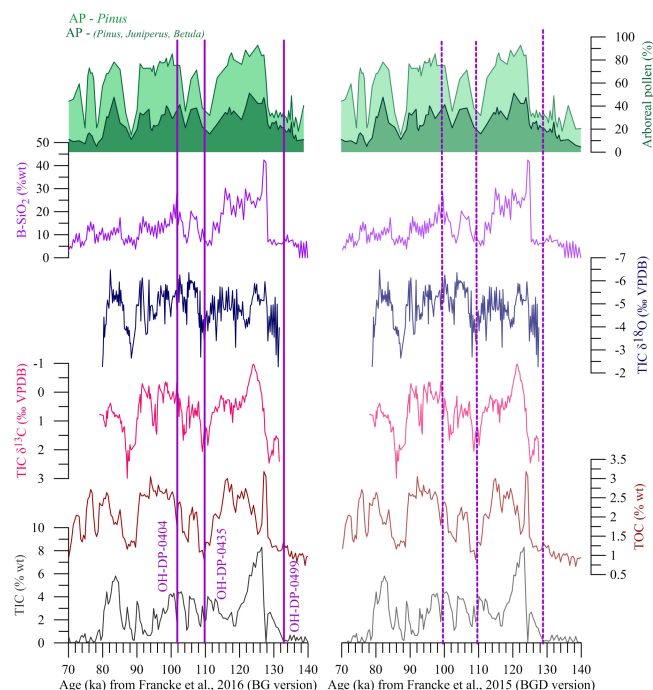 AP - Pinus
AP - (Pinus, Juniperus, Betula)
100
80
60
40
20
0
Arboreal pollen (%)
50
40
30
20
10
0
B-SiO2 (%wt)
-7
-6
-5
-4
-3
-2
TIC δ18O (‰ VPDB)
-1
0
1
2
3
TIC δ13C (‰ VPDB)
3.5
3
2.5
2
1.5
1
0.5
TOC (% wt)
10
8
6
4
2
0
TIC (% wt)
OH-DP-0404
OH-DP-0435
OH-DP-0499
70 80 90 100 110 120 130 140
70 80 90 100 110 120 130 140
Age (ka) from Francke et al., 2016 (BG version)
Age (ka) from Francke et al., 2015 (BGD version)